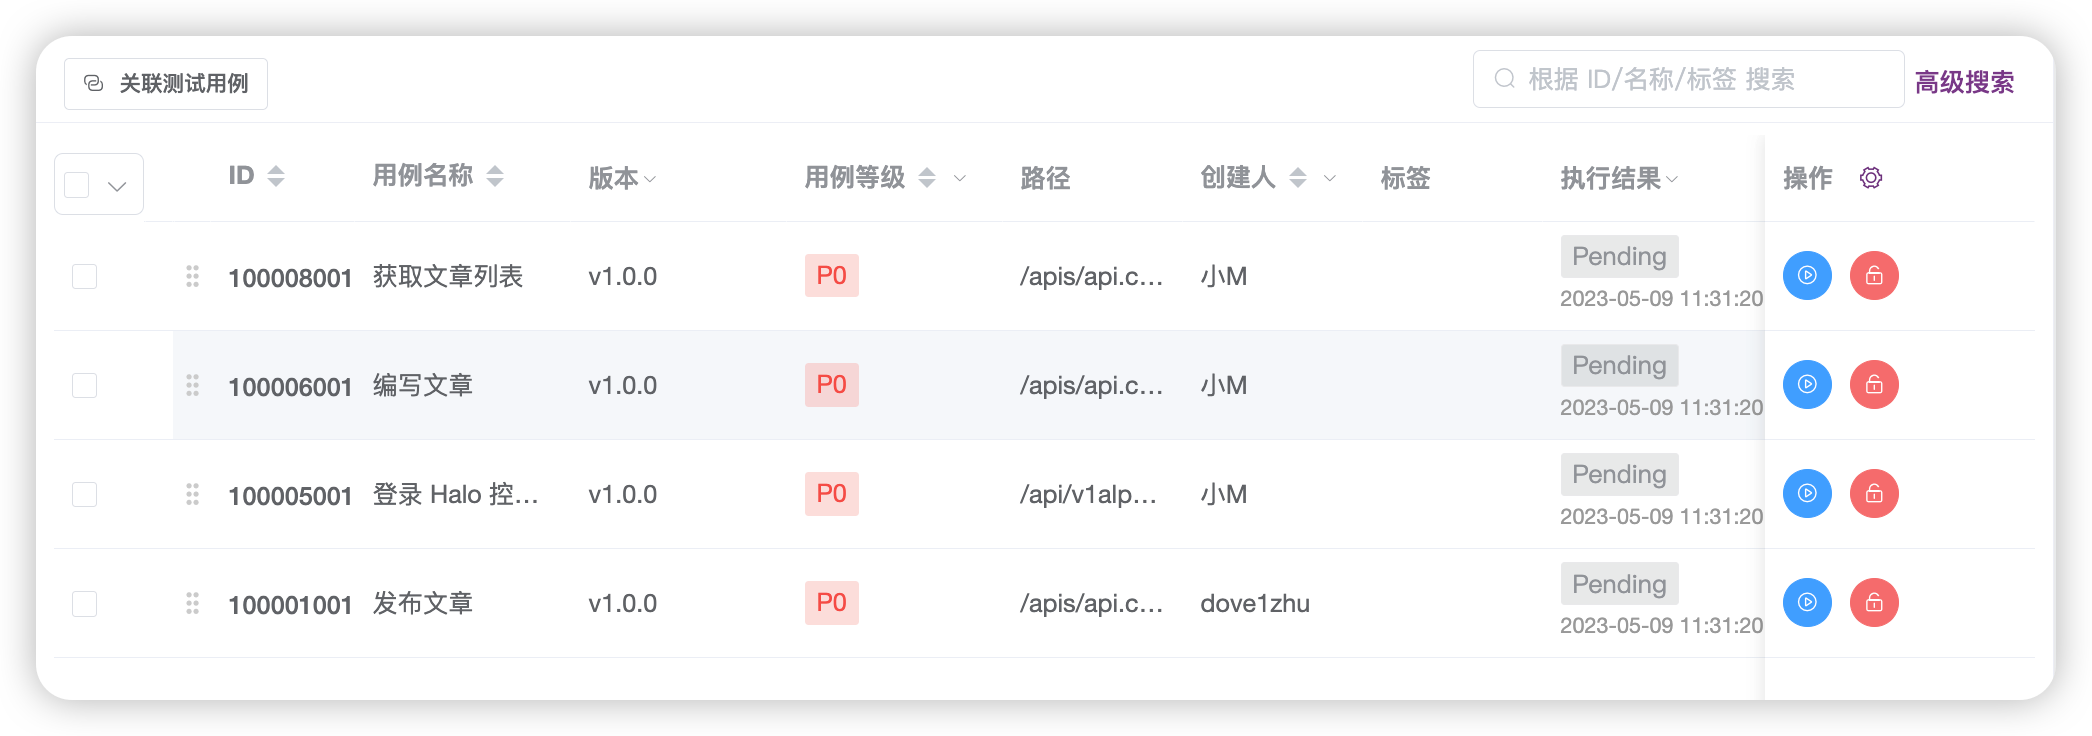 关联测试用例
根据 ID/名称/标签 搜索
高级搜索
ID 用例名称 版本 用例等级 路径 创建人 标签 执行结果 操作
100008001 获取文章列表 v1.0.0 P0 /apis/api.c... 小M Pending
2023-05-09 11:31:20
100006001 编写文章 v1.0.0 P0 /apis/api.c... 小M Pending
2023-05-09 11:31:20
100005001 登录 Halo 控... v1.0.0 P0 /api/v1alp... 小M Pending
2023-05-09 11:31:20
100001001 发布文章 v1.0.0 P0 /apis/api.c... dove1zhu Pending
2023-05-09 11:31:20